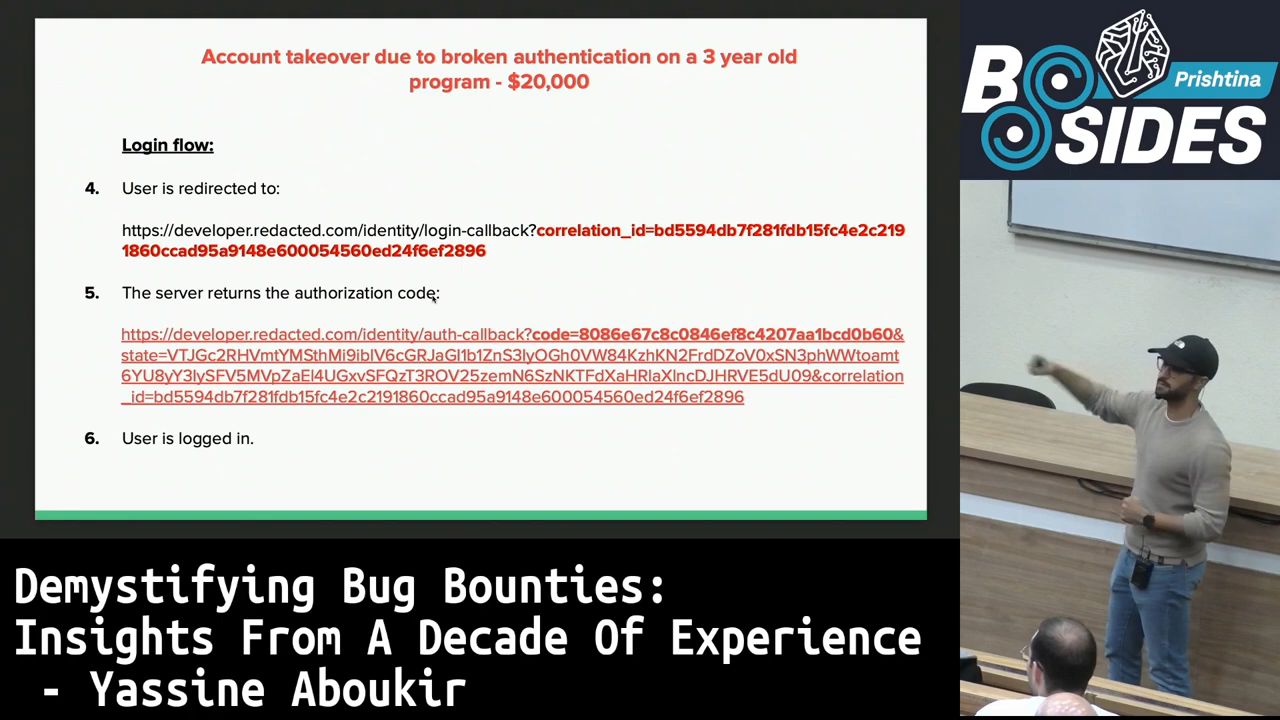 Account takeover due to broken authentication on a 3 year old
program - $20,000
Login flow:
4. User is redirected to:
https://developer.redacted.com/identity/login-callback?correlation_id=bd5594db7f281fdb15fc4e2c219
1860ccad95a9148e600054560ed24f6ef2896
5. The server returns the authorization code:
https://developer.redacted.com/identity/auth-callback?code=8086e67c8c0846ef8c4207aa1bcd0b60&
state=VTJGc2RHVmtYMSthMi9ibIV6cGRJaGl1b1ZnS3lyOGh0VW84KzhKN2FrdDZoV0xSN3phWWtoamt
6YU8yY3lySFV5MVpZaEl4UGxvSFQzT3ROV25zemN6SzNKTFdXaHRlaXlncDJHRVE5dU09&correlation
_id=bd5594db7f281fdb15fc4e2c2191860ccad95a9148e600054560ed24f6ef2896
6. User is logged in.
BSIDES
Prishtina
Demystifying Bug Bounties:
Insights From A Decade Of Experience
- Yassine Aboukir